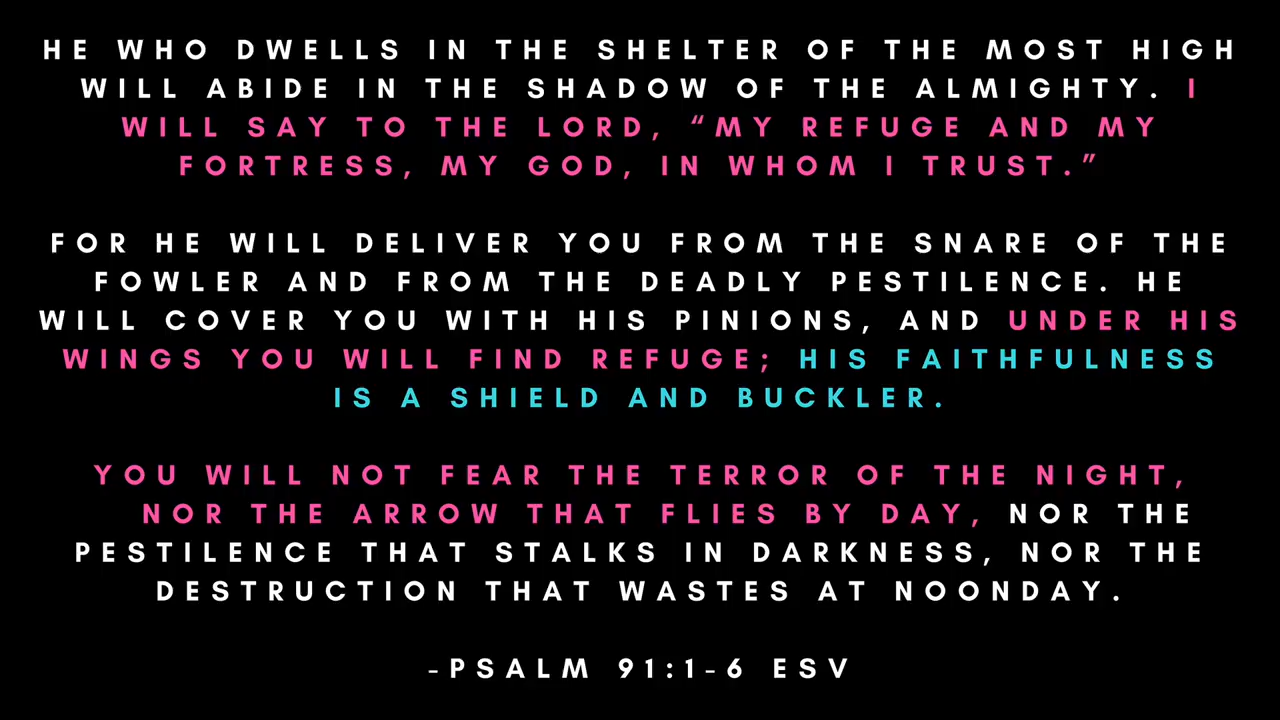 HE WHO DWELLS IN THE SHELTER OF THE MOST HIGH
WILL ABIDE IN THE SHADOW OF THE ALMIGHTY. I
WILL SAY TO THE LORD, “MY REFUGE AND MY
FORTRESS, MY GOD, IN WHOM I TRUST.”
FOR HE WILL DELIVER YOU FROM THE SNARE OF THE
FOWLER AND FROM THE DEADLY PESTILENCE. HE
WILL COVER YOU WITH HIS PINIONS, AND UNDER HIS
WINGS YOU WILL FIND REFUGE; HIS FAITHFULNESS
IS A SHIELD AND BUCKLER.
YOU WILL NOT FEAR THE TERROR OF THE NIGHT,
NOR THE ARROW THAT FLIES BY DAY, NOR THE
PESTILENCE THAT STALKS IN DARKNESS, NOR THE
DESTRUCTION THAT WASTES AT NOONDAY.
-PSALM 91:1-6 ESV